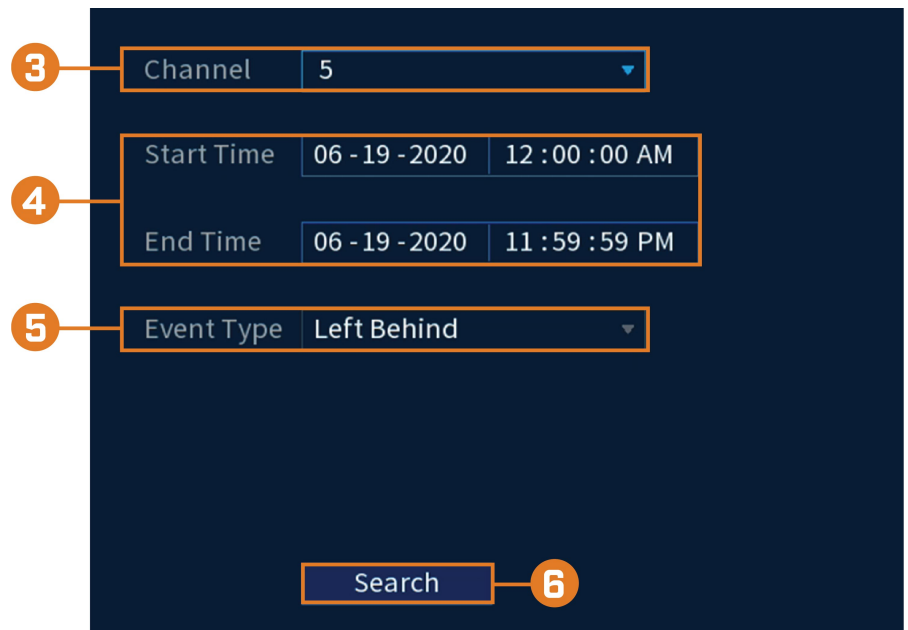 3 Channel 5
Start Time 06 - 19 - 2020 12 : 00 : 00 AM
4
End Time 06 - 19 - 2020 11 : 59 : 59 PM
5 Event Type Left Behind
Search 6